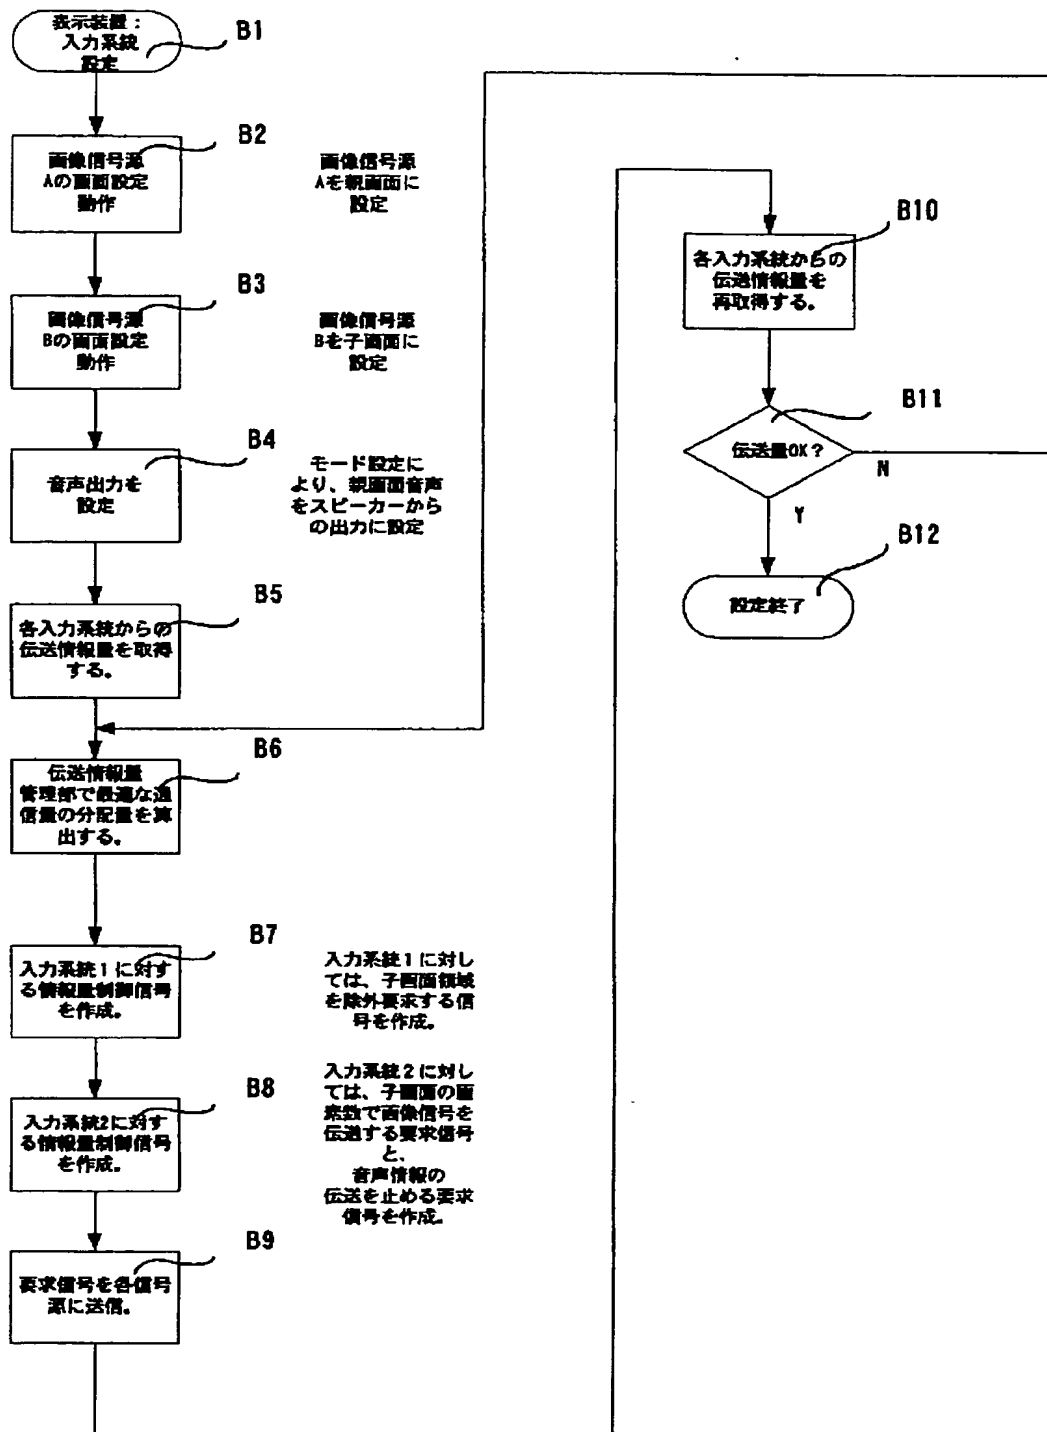 表示装置：
入力系統
設定
B1
画像信号源
Aの画面設定
動作
B2
画像信号源
Aを親画面に
設定
画像信号源
Bの画面設定
動作
B3
画像信号源
Bを子画面に
設定
音声出力を
設定
B4
モード設定に
より、親画面音声
をスピーカーから
の出力に設定
各入力系統からの
伝送情報量を取得
する。
B5
伝送情報量
管理部で最適な通
信量の分配量を算
出する。
B6
入力系統1に対す
る情報量制御信号
を作成。
B7
入力系統1に対し
ては、子画面領域
を除外要求する信
号を作成。
入力系統2に対す
る情報量制御信号
を作成。
B8
入力系統2に対し
ては、子画面の画
素数で画像信号を
伝送する要求信号
と、
音声情報の
伝送を止める要求
信号を作成。
要求信号を各信号
源に送信。
B9
各入力系統からの
伝送情報量を
再取得する。
B10
伝送量OK？
B11
N
Y
設定終了
B12